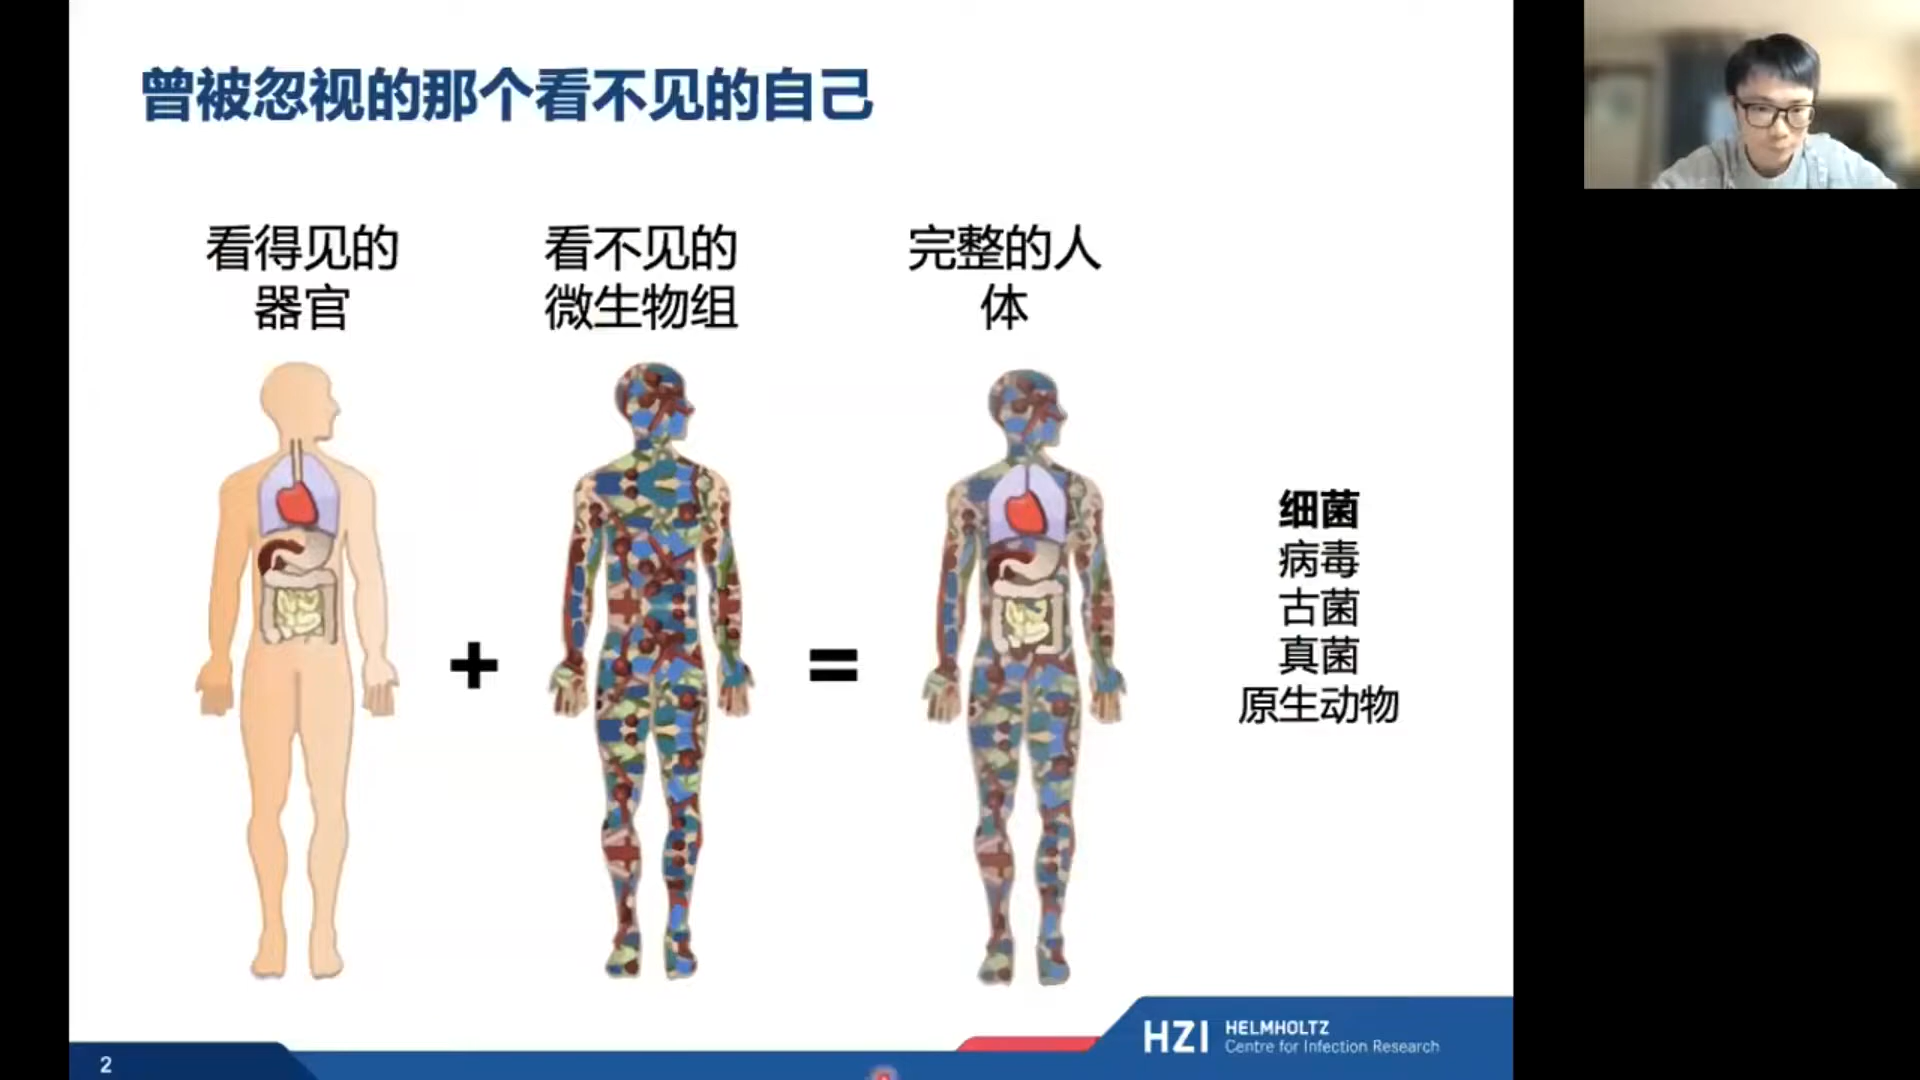 曾被忽视的那个看不见的自己
看得见的
器官
看不见的
微生物组
完整的人
体
+
=
细菌
病毒
古菌
真菌
原生动物
2
HZI
HELMHOLTZ
Centre for Infection Research